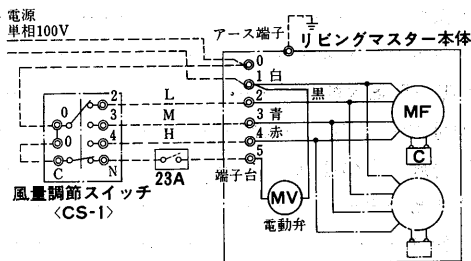 電源
単相100V
アース端子
リビングマスター本体
0
1 白
2 黒
3 青
4 赤
5
端子台
L
M
H
0
2
3
0
4
C
N
23A
風量調節スイッチ
〈CS-1〉
MF
C
MV
電動弁